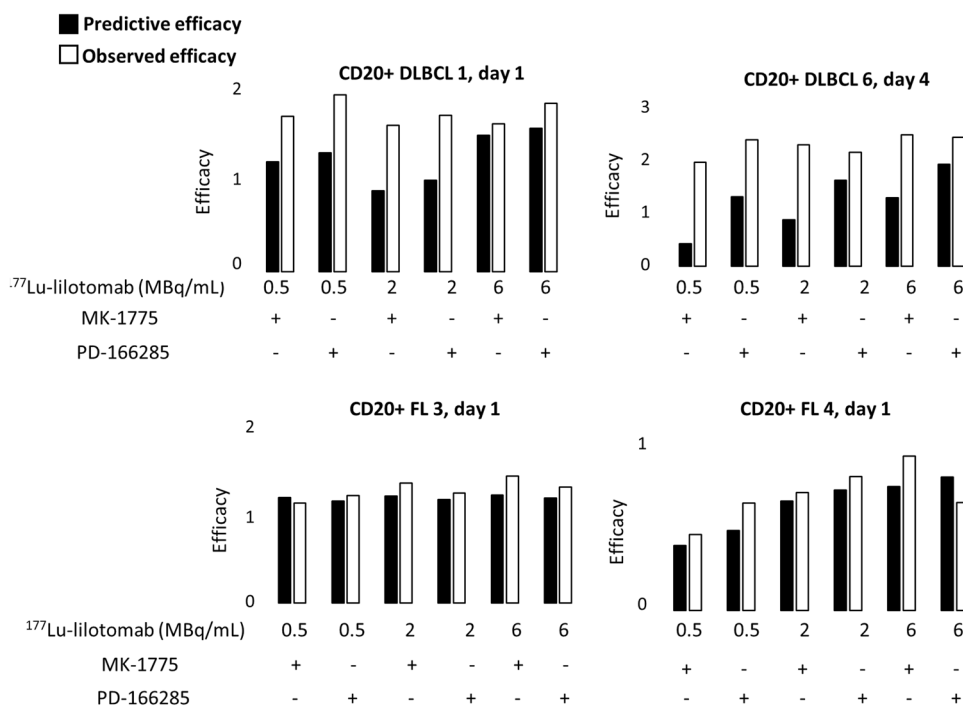 Predictive efficacy
Observed efficacy
CD20+ DLBCL 1, day 1
2
1
0
Efficacy
.77Lu-lilotomab (MBq/mL)
0.5 0.5 2 2 6 6
MK-1775
+ - + - + -
PD-166285
- + - + - +
CD20+ DLBCL 6, day 4
3
2
1
0
Efficacy
0.5 0.5 2 2 6 6
+ - + - + -
- + - + - +
CD20+ FL 3, day 1
2
1
0
Efficacy
177Lu-lilotomab (MBq/mL)
0.5 0.5 2 2 6 6
MK-1775
+ - + - + -
PD-166285
- + - + - +
CD20+ FL 4, day 1
1
0
Efficacy
0.5 0.5 2 2 6 6
+ - + - + -
- + - + - +